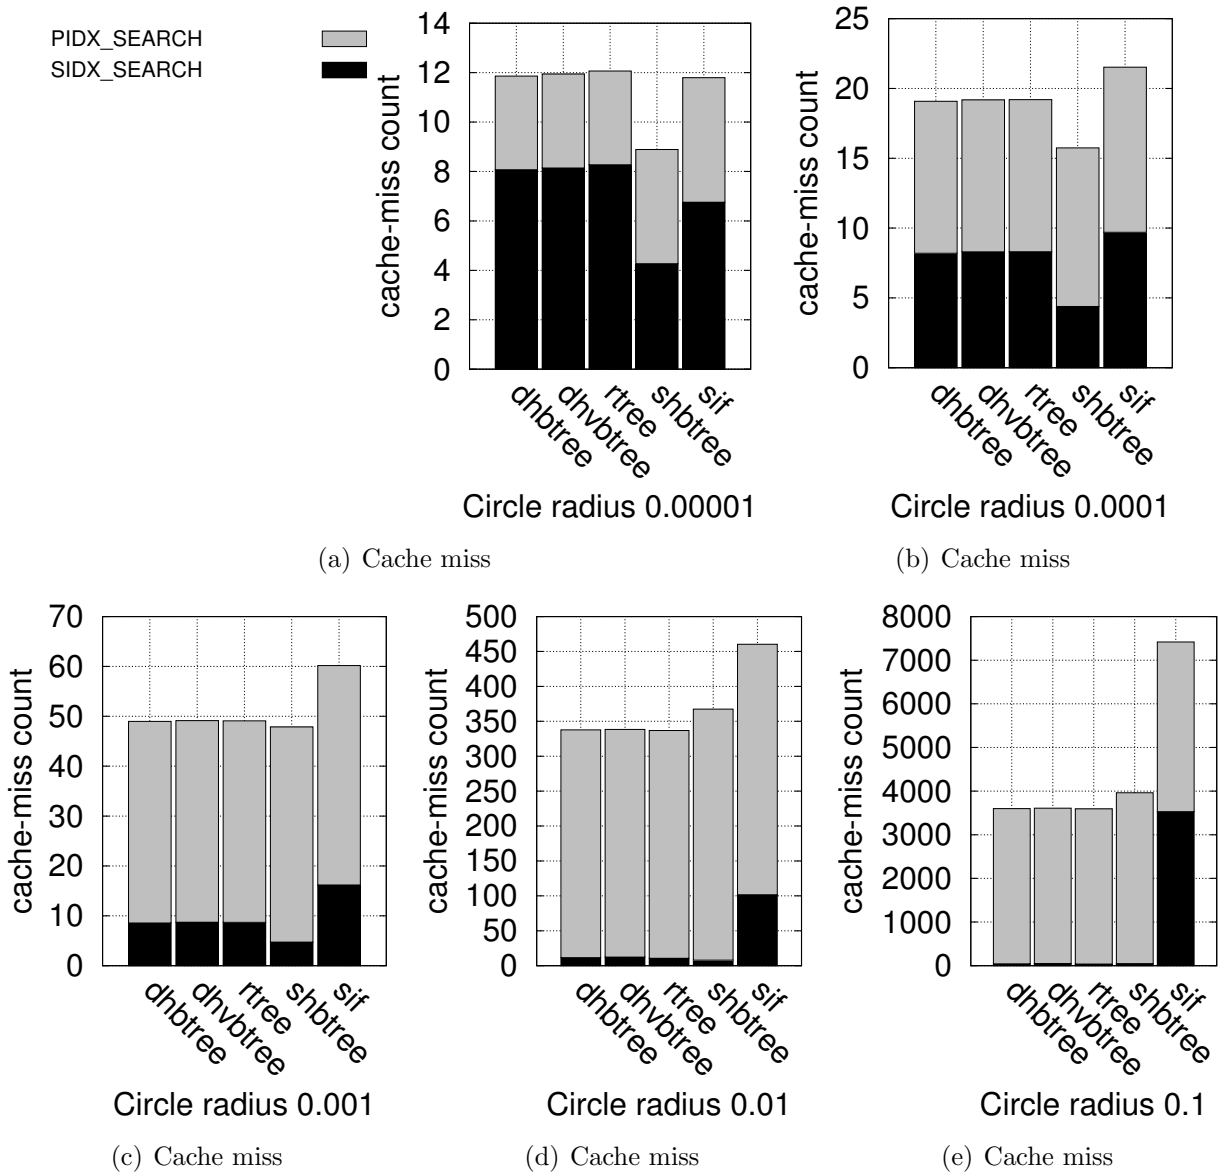 PIDX_SEARCH
SIDX_SEARCH
cache-miss count
14
12
10
8
6
4
2
0
dhbtree
dhvbtree
rtree
shbtree
sif
Circle radius 0.00001
(a) Cache miss
cache-miss count
25
20
15
10
5
0
dhbtree
dhvbtree
rtree
shbtree
sif
Circle radius 0.0001
(b) Cache miss
cache-miss count
70
60
50
40
30
20
10
0
dhbtree
dhvbtree
rtree
shbtree
sif
Circle radius 0.001
(c) Cache miss
cache-miss count
500
450
400
350
300
250
200
150
100
50
0
dhbtree
dhvbtree
rtree
shbtree
sif
Circle radius 0.01
(d) Cache miss
cache-miss count
8000
7000
6000
5000
4000
3000
2000
1000
0
dhbtree
dhvbtree
rtree
shbtree
sif
Circle radius 0.1
(e) Cache miss